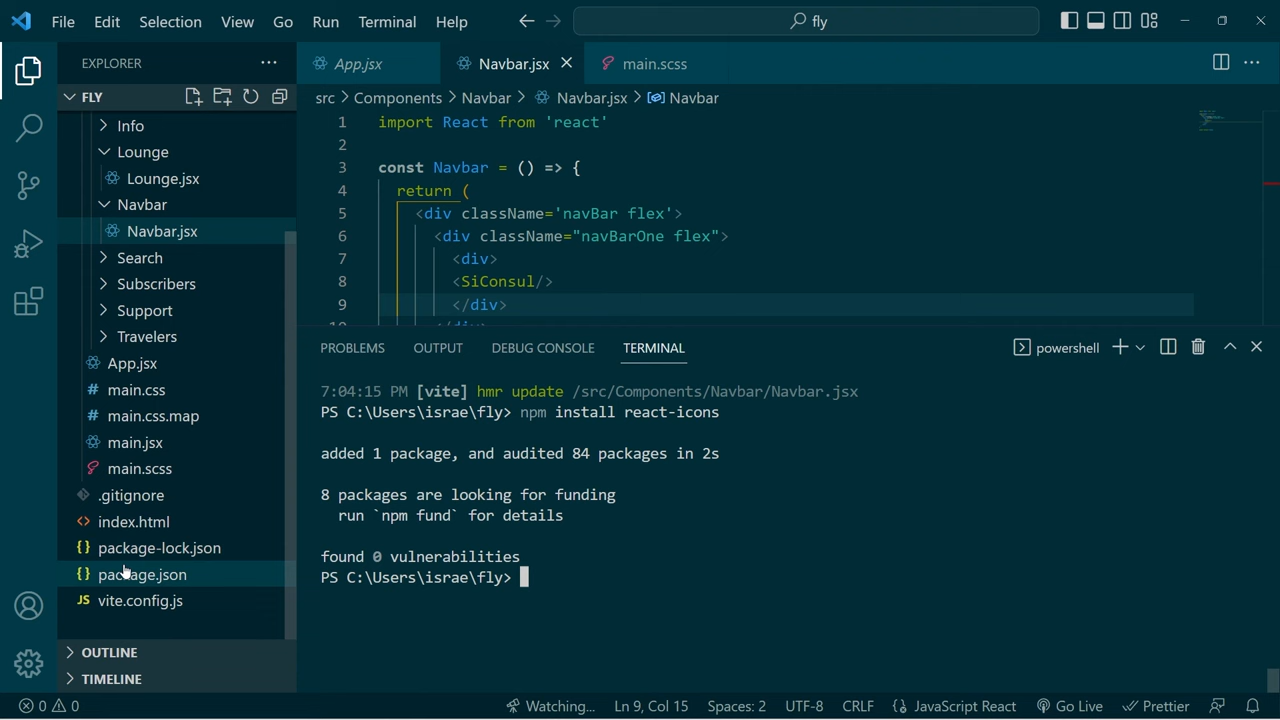 File Edit Selection View Go Run Terminal Help
fly
EXPLORER
FLY
Info
Lounge
Lounge.jsx
Navbar
Navbar.jsx
Search
Subscribers
Support
Travelers
App.jsx
main.css
main.css.map
main.jsx
main.scss
.gitignore
index.html
package-lock.json
package.json
JS vite.config.js
OUTLINE
TIMELINE
App.jsx Navbar.jsx main.scss
src > Components > Navbar > Navbar.jsx > Navbar
1 import React from 'react'
2
3 const Navbar = () => {
4 return (
5 <div className='navBar flex'>
6 <div className="navBarOne flex">
7 <div>
8 <SiConsul/>
9 </div>
10 </div>
PROBLEMS OUTPUT DEBUG CONSOLE TERMINAL powershell
7:04:15 PM [vite] hmr update /src/Components/Navbar/Navbar.jsx
PS C:\Users\israe\fly> npm install react-icons
added 1 package, and audited 84 packages in 2s
8 packages are looking for funding
run `npm fund` for details
found 0 vulnerabilities
PS C:\Users\israe\fly>
0 0 Watching... Ln 9, Col 15 Spaces: 2 UTF-8 CRLF JavaScript React Go Live Prettier